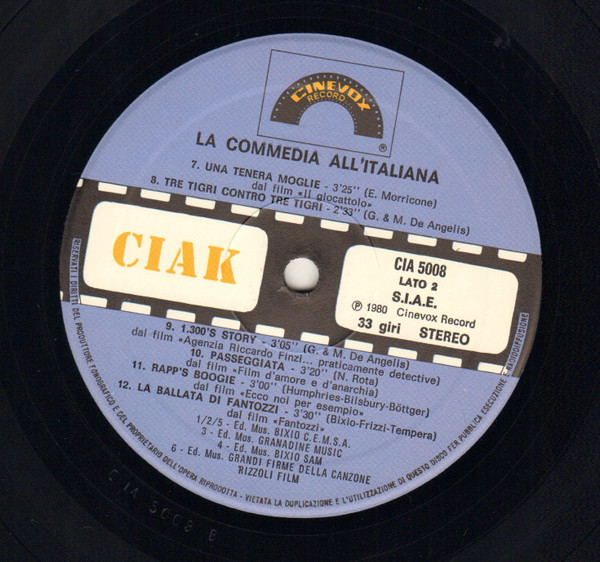 CINEVOX
RECORD
®
LA COMMEDIA ALL'ITALIANA
7. UNA TENERA MOGLIE - 3'25" (E. Morricone)
dal film «Il giocattolo»
8. TRE TIGRI CONTRO TRE TIGRI - 2'33" (G. & M. De Angelis)
CIAK
CIA 5008
LATO 2
S.I.A.E.
℗ 1980 Cinevox Record
33 giri STEREO
9. 1.300'S STORY - 3'05" (G. & M. De Angelis)
dal film «Agenzia Riccardo Finzi... praticamente detective)
10. PASSEGGIATA - 3'20" (N. Rota)
dal film «Film d'amore e d'anarchia)
11. RAPP'S BOOGIE - 3'00" (Humphries-Bilsbury-Böttger)
dal film «Ecco noi per esempio»
12. LA BALLATA DI FANTOZZI - 3'30" (Bixio-Frizzi-Tempera)
dal film «Fantozzi»
1/2/5 - Ed. Mus. BIXIO C.E.M.S.A.
3 - Ed. Mus. GRANADINE MUSIC
4 - Ed. Mus. BIXIO SAM
6 - Ed. Mus. GRANDI FIRME DELLA CANZONE
RIZZOLI FILM
RISERVATI I DIRITTI DEL PRODUTTORE FONOGRAFICO E DEL PROPRIETARIO DELL'OPERA RIPRODOTTA - VIETATA LA DUPLICAZIONE E L'UTILIZZAZIONE DI QUESTO DISCO PER PUBBLICA ESECUZIONE E RADIODIFFUSIONE
CIA 5008 B